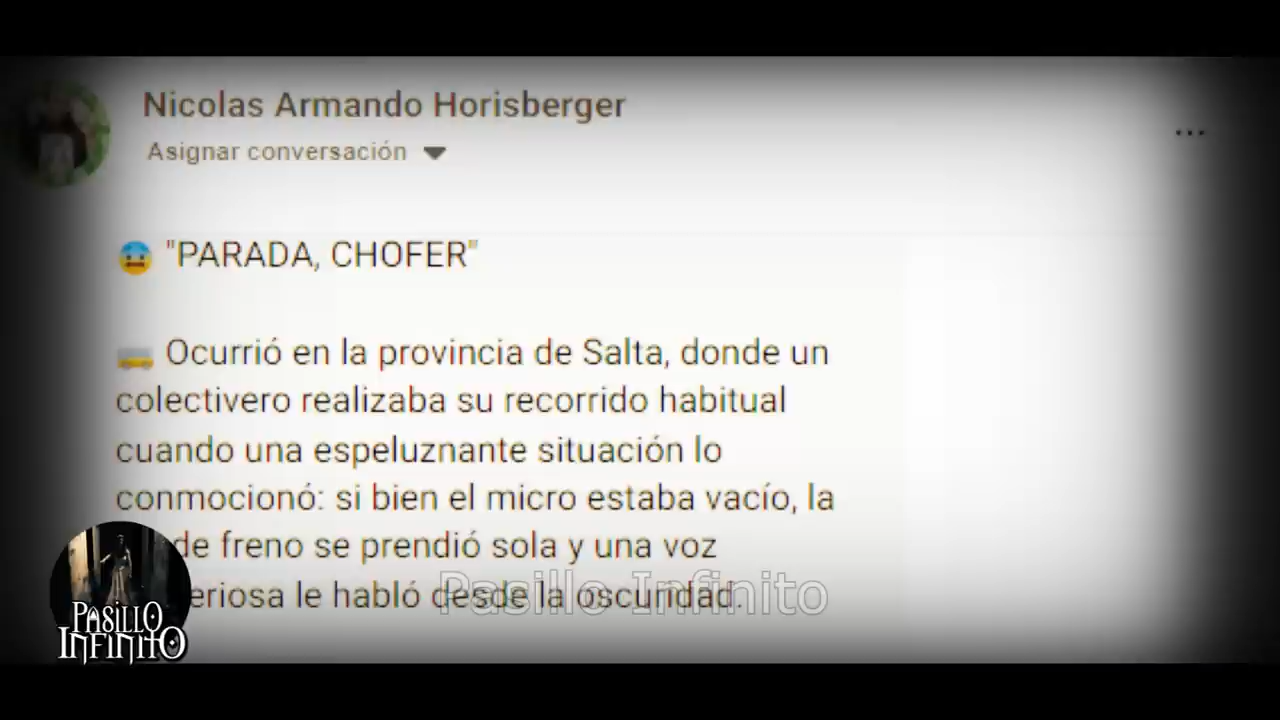 Nicolas Armando Horisberger
Asignar conversación
"PARADA, CHOFER"
Ocurrió en la provincia de Salta, donde un
colectivero realizaba su recorrido habitual
cuando una espeluznante situación lo
conmocionó: si bien el micro estaba vacío, la
de freno se prendió sola y una voz
le habló desde la oscuridad.
Pasillo Infinito
PASILLO
INFINITO